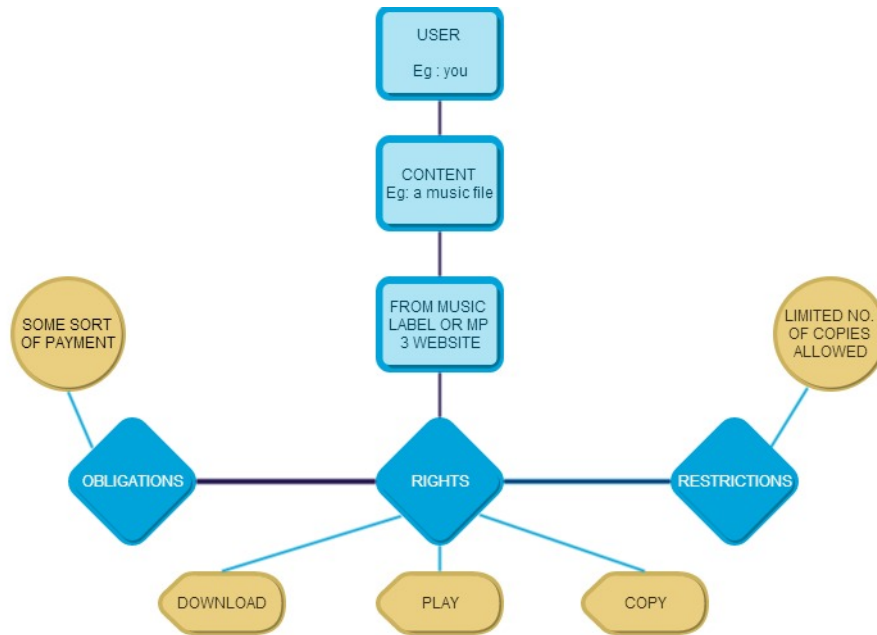 USER
Eg : you
CONTENT
Eg: a music file
FROM MUSIC
LABEL OR MP
3 WEBSITE
SOME SORT
OF PAYMENT
LIMITED NO.
OF COPIES
ALLOWED
OBLIGATIONS
RIGHTS
RESTRICTIONS
DOWNLOAD
PLAY
COPY